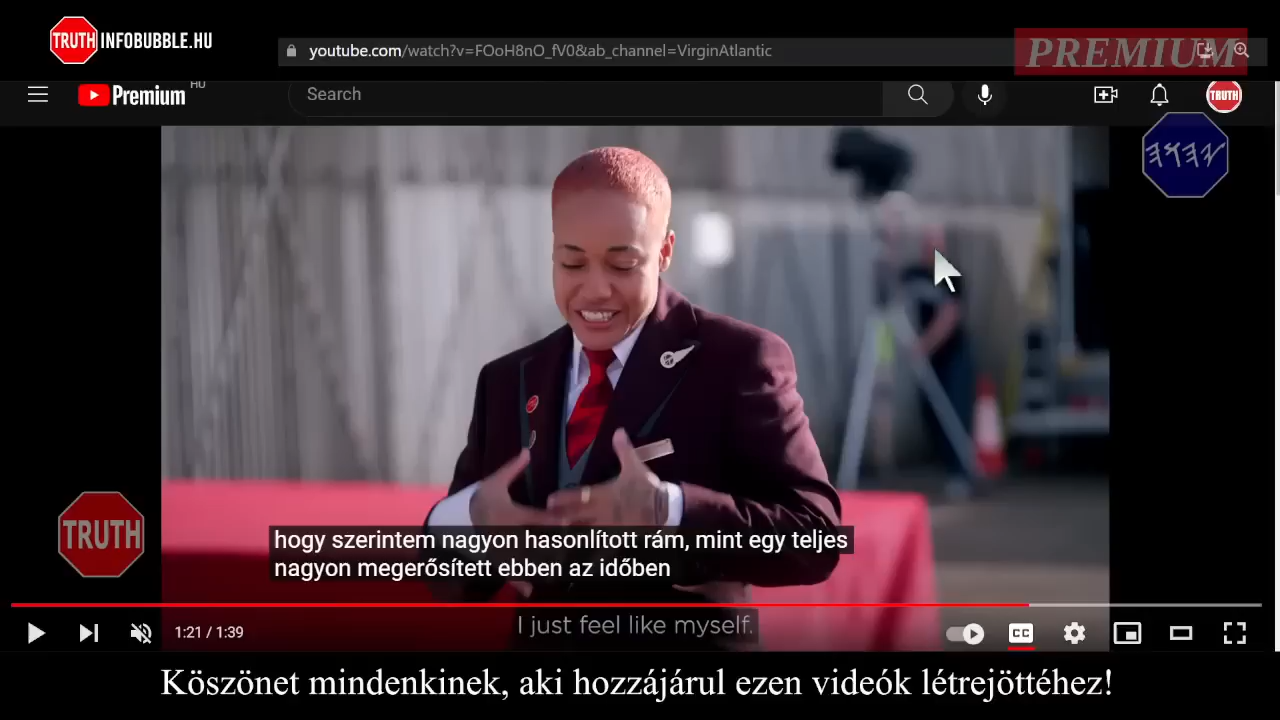 TRUTH INFOBUBBLE.HU
youtube.com/watch?v=FOoH8nO_fV0&ab_channel=VirginAtlantic
PREMIUM
Premium HU
Search
TRUTH
𐤉𐤄𐤅𐤄
TRUTH
hogy szerintem nagyon hasonlított rám, mint egy teljes
nagyon megerősített ebben az időben
I just feel like myself.
1:21 / 1:39
CC
Köszönet mindenkinek, aki hozzájárul ezen videók létrejöttéhez!